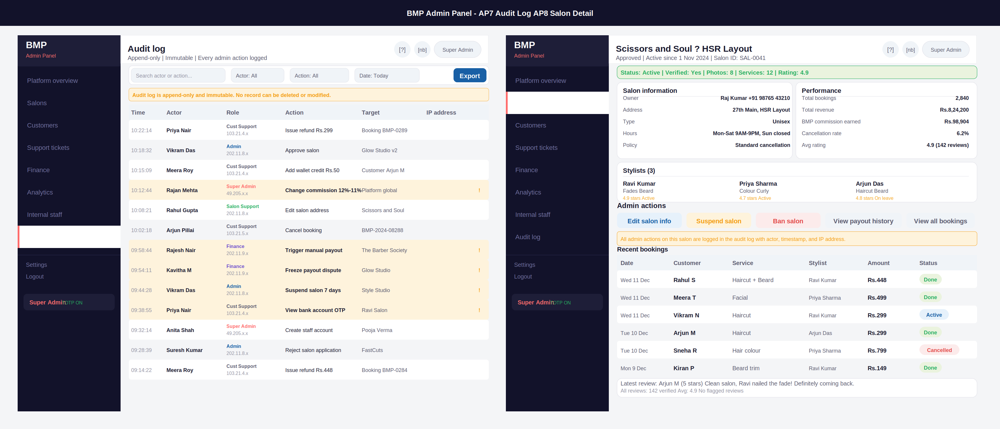 BMP Admin Panel - AP7 Audit Log AP8 Salon Detail
BMP
Admin Panel
Platform overview
Salons
Customers
Support tickets
Finance
Analytics
Internal staff
Settings
Logout
Super Admin TOTP ON
Audit log
Append-only | Immutable | Every admin action logged
[?] [nb] Super Admin
Search actor or action... Actor: All Action: All Date: Today Export
Audit log is append-only and immutable. No record can be deleted or modified.
Time Actor Role Action Target IP address
10:22:14 Priya Nair Cust Support Issue refund Rs.299 Booking BMP-0289
103.21.4.x
10:18:32 Vikram Das Admin Approve salon Glow Studio v2
202.11.8.x
10:15:09 Meera Roy Cust Support Add wallet credit Rs.50 Customer Arjun M
103.21.4.x
10:12:44 Rajan Mehta Super Admin Change commission 12%-11% Platform global !
49.205.x.x
10:08:21 Rahul Gupta Salon Support Edit salon address Scissors and Soul
202.11.8.x
10:02:18 Arjun Pillai Cust Support Cancel booking BMP-2024-08288
103.21.5.x
09:58:44 Rajesh Nair Finance Trigger manual payout The Barber Society !
202.11.9.x
09:54:11 Kavitha M Finance Freeze payout dispute Glow Studio !
202.11.9.x
09:44:28 Vikram Das Admin Suspend salon 7 days Style Studio !
202.11.8.x
09:38:55 Priya Nair Cust Support View bank account OTP Ravi Salon !
103.21.4.x
09:32:14 Anita Shah Super Admin Create staff account Pooja Verma
49.205.x.x
09:28:39 Suresh Kumar Admin Reject salon application FastCuts
202.11.8.x
09:14:22 Meera Roy Cust Support Issue refund Rs.448 Booking BMP-0284
103.21.4.x
BMP
Admin Panel
Platform overview
Customers
Support tickets
Finance
Analytics
Internal staff
Audit log
Settings
Logout
Super Admin TOTP ON
Scissors and Soul ? HSR Layout
Approved | Active since 1 Nov 2024 | Salon ID: SAL-0041
[?] [nb] Super Admin
Status: Active | Verified: Yes | Photos: 8 | Services: 12 | Rating: 4.9
Salon information
Owner Raj Kumar +91 98765 43210
Address 27th Main, HSR Layout
Type Unisex
Hours Mon-Sat 9AM-9PM, Sun closed
Policy Standard cancellation
Performance
Total bookings 2,840
Total revenue Rs.8,24,200
BMP commission earned Rs.98,904
Cancellation rate 6.2%
Avg rating 4.9 (142 reviews)
Stylists (3)
Ravi Kumar Priya Sharma Arjun Das
Fades Beard Colour Curly Haircut Beard
4.9 stars Active 4.7 stars Active 4.8 stars On leave
Admin actions
Edit salon info Suspend salon Ban salon View payout history View all bookings
All admin actions on this salon are logged in the audit log with actor, timestamp, and IP address.
Recent bookings
Date Customer Service Stylist Amount Status
Wed 11 Dec Rahul S Haircut + Beard Ravi Kumar Rs.448 Done
Wed 11 Dec Meera T Facial Priya Sharma Rs.499 Done
Wed 11 Dec Vikram N Haircut Ravi Kumar Rs.299 Active
Tue 10 Dec Arjun M Haircut Arjun Das Rs.299 Done
Tue 10 Dec Sneha R Hair colour Priya Sharma Rs.799 Cancelled
Mon 9 Dec Kiran P Beard trim Ravi Kumar Rs.149 Done
Latest review: Arjun M (5 stars) Clean salon, Ravi nailed the fade! Definitely coming back.
All reviews: 142 verified Avg: 4.9 No flagged reviews